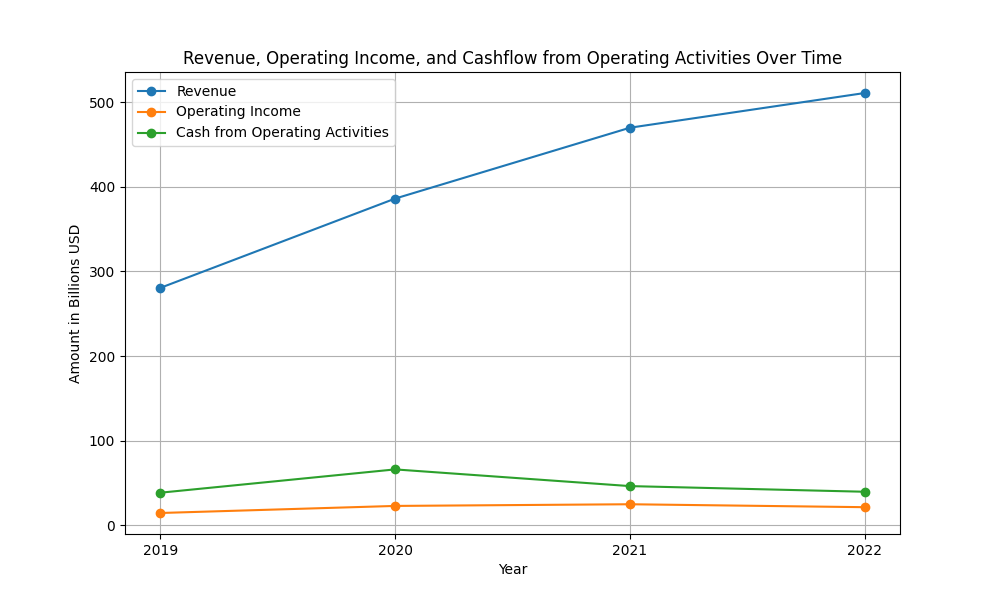 Revenue, Operating Income, and Cashflow from Operating Activities Over Time
Revenue
Operating Income
Cash from Operating Activities
Amount in Billions USD
500
400
300
200
100
0
2019 2020 2021 2022
Year